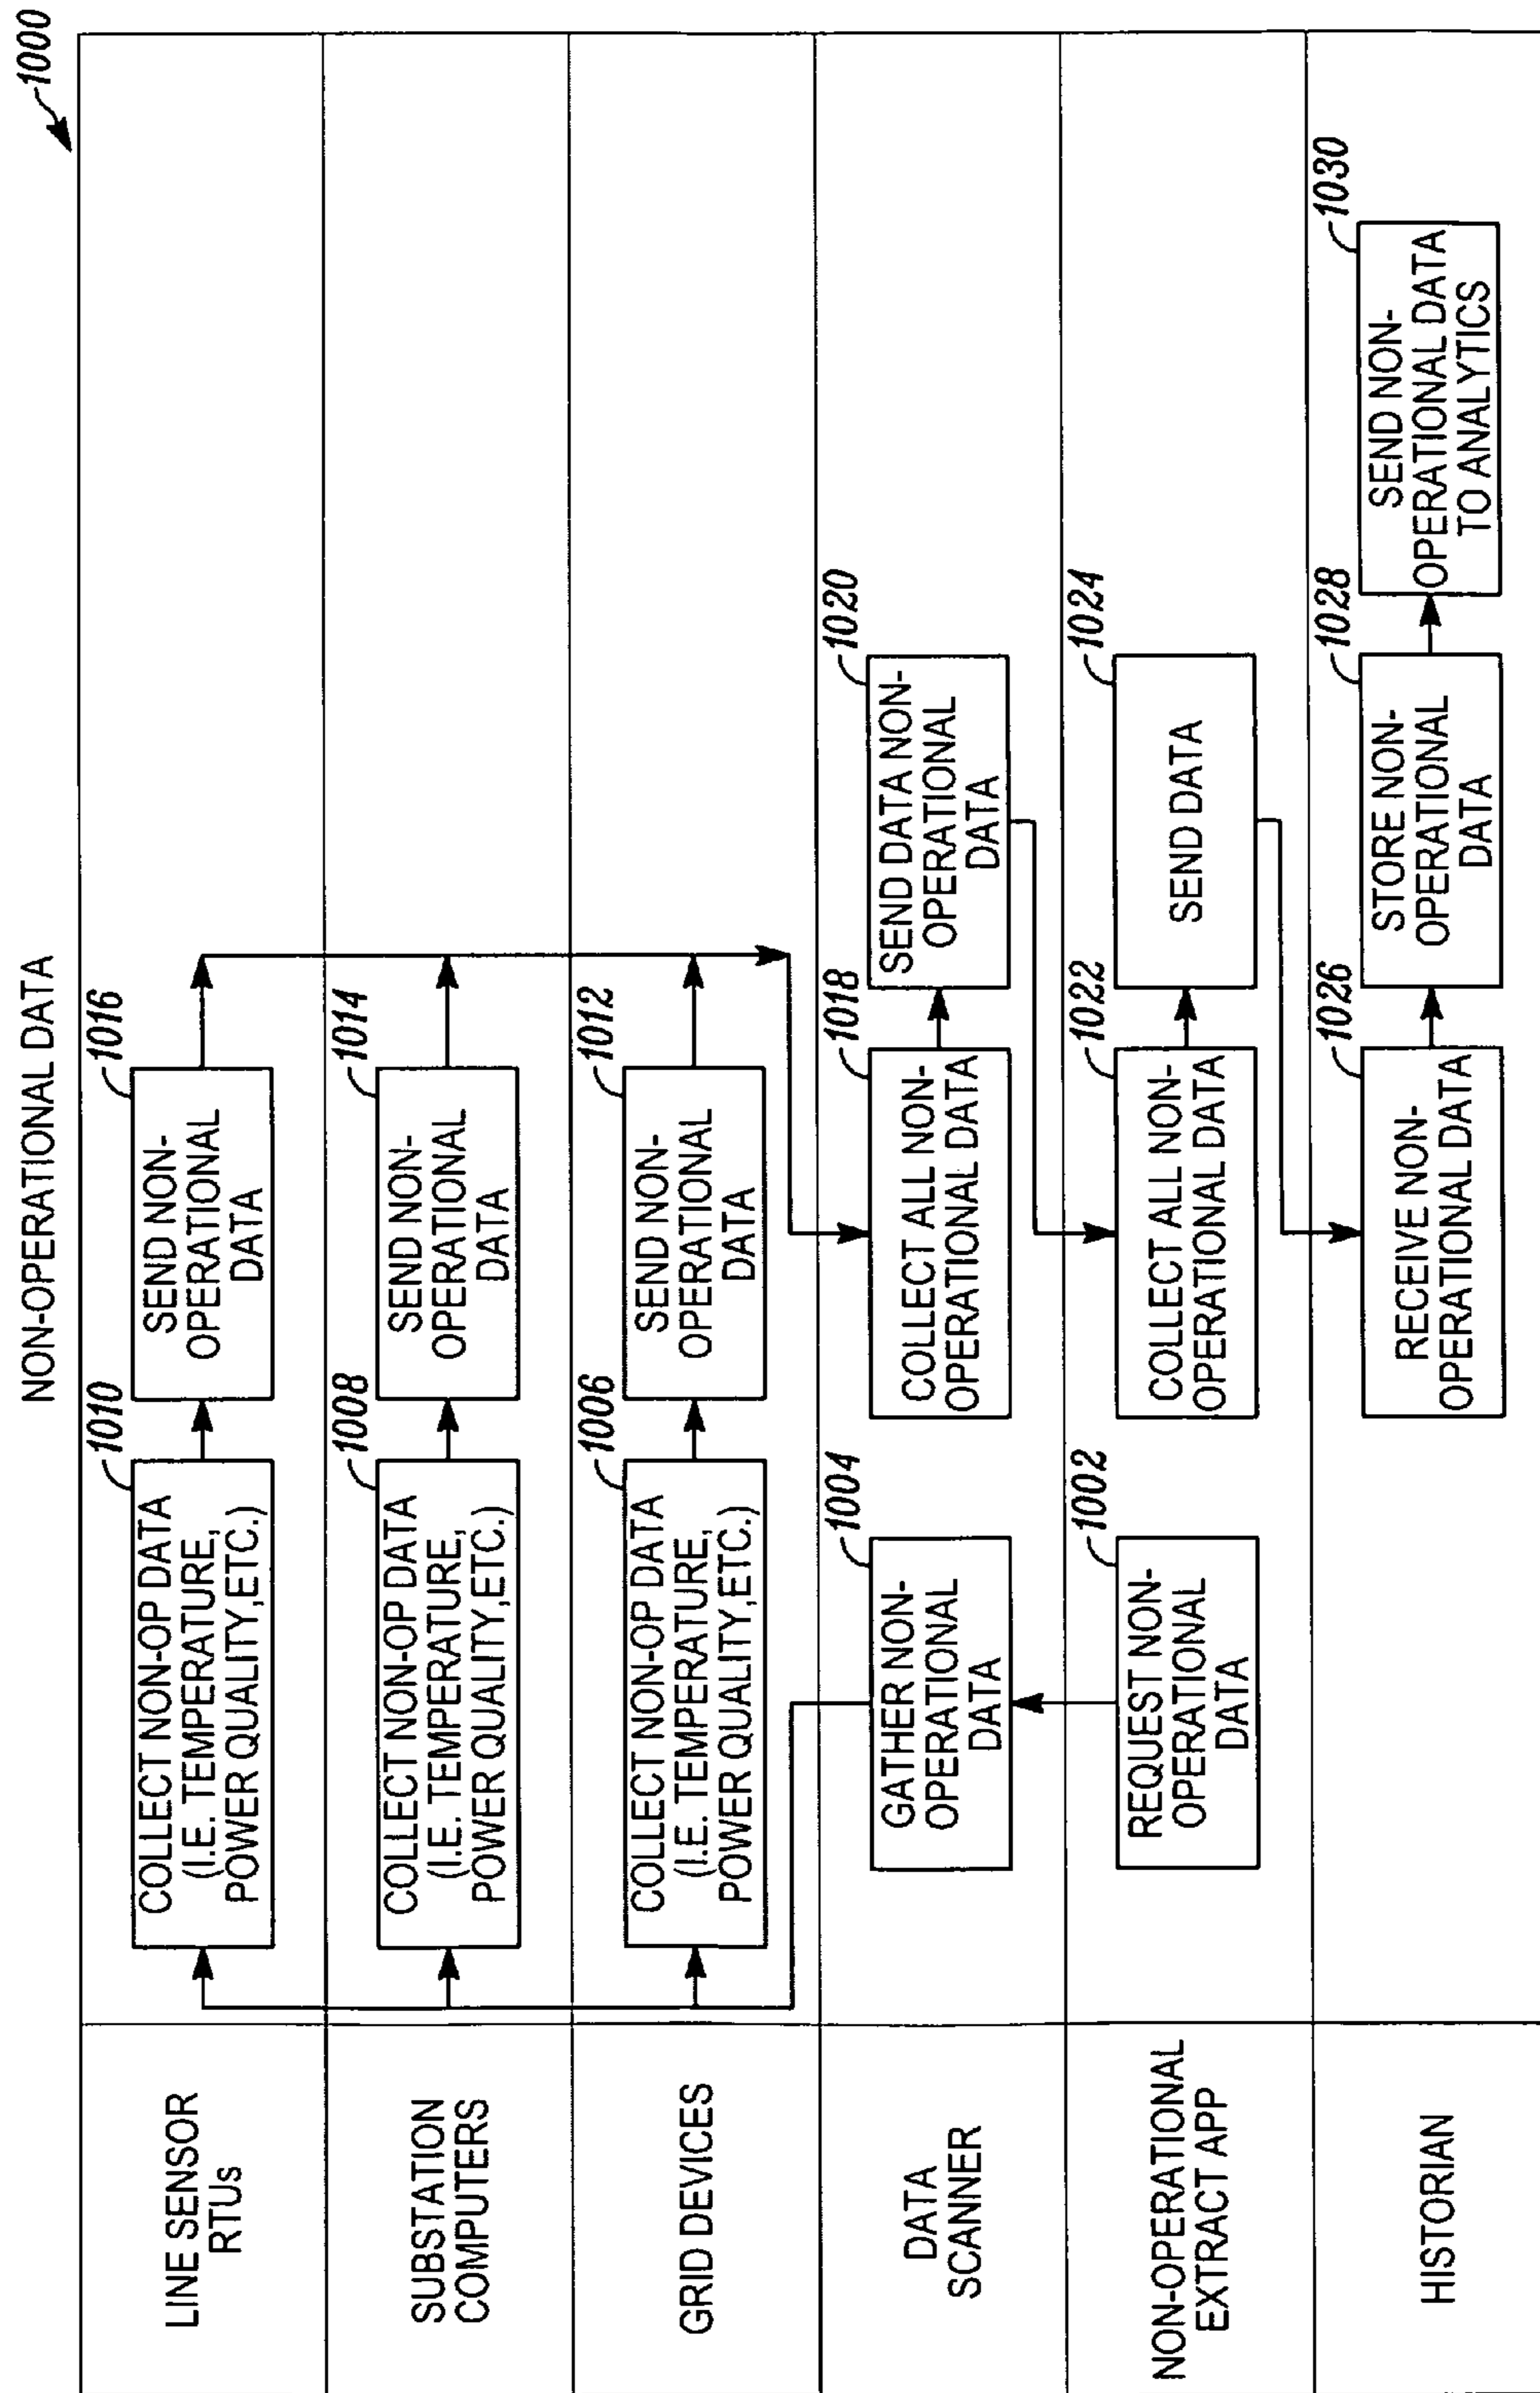 NON-OPERATIONAL DATA
1000
LINE SENSOR
RTUs
1010
COLLECT NON-OP DATA
(I.E. TEMPERATURE,
POWER QUALITY,ETC.)
1016
SEND NON-
OPERATIONAL
DATA
SUBSTATION
COMPUTERS
1008
COLLECT NON-OP DATA
(I.E. TEMPERATURE,
POWER QUALITY,ETC.)
1014
SEND NON-
OPERATIONAL
DATA
GRID DEVICES
1006
COLLECT NON-OP DATA
(I.E. TEMPERATURE,
POWER QUALITY,ETC.)
1012
SEND NON-
OPERATIONAL
DATA
DATA
SCANNER
1004
GATHER NON-
OPERATIONAL
DATA
1018
COLLECT ALL NON-
OPERATIONAL DATA
1020
SEND DATA NON-
OPERATIONAL
DATA
NON-OPERATIONAL
EXTRACT APP
1002
REQUEST NON-
OPERATIONAL
DATA
1022
COLLECT ALL NON-
OPERATIONAL DATA
1024
SEND DATA
HISTORIAN
1026
RECEIVE NON-
OPERATIONAL DATA
1028
STORE NON-
OPERATIONAL
DATA
1030
SEND NON-
OPERATIONAL DATA
TO ANALYTICS